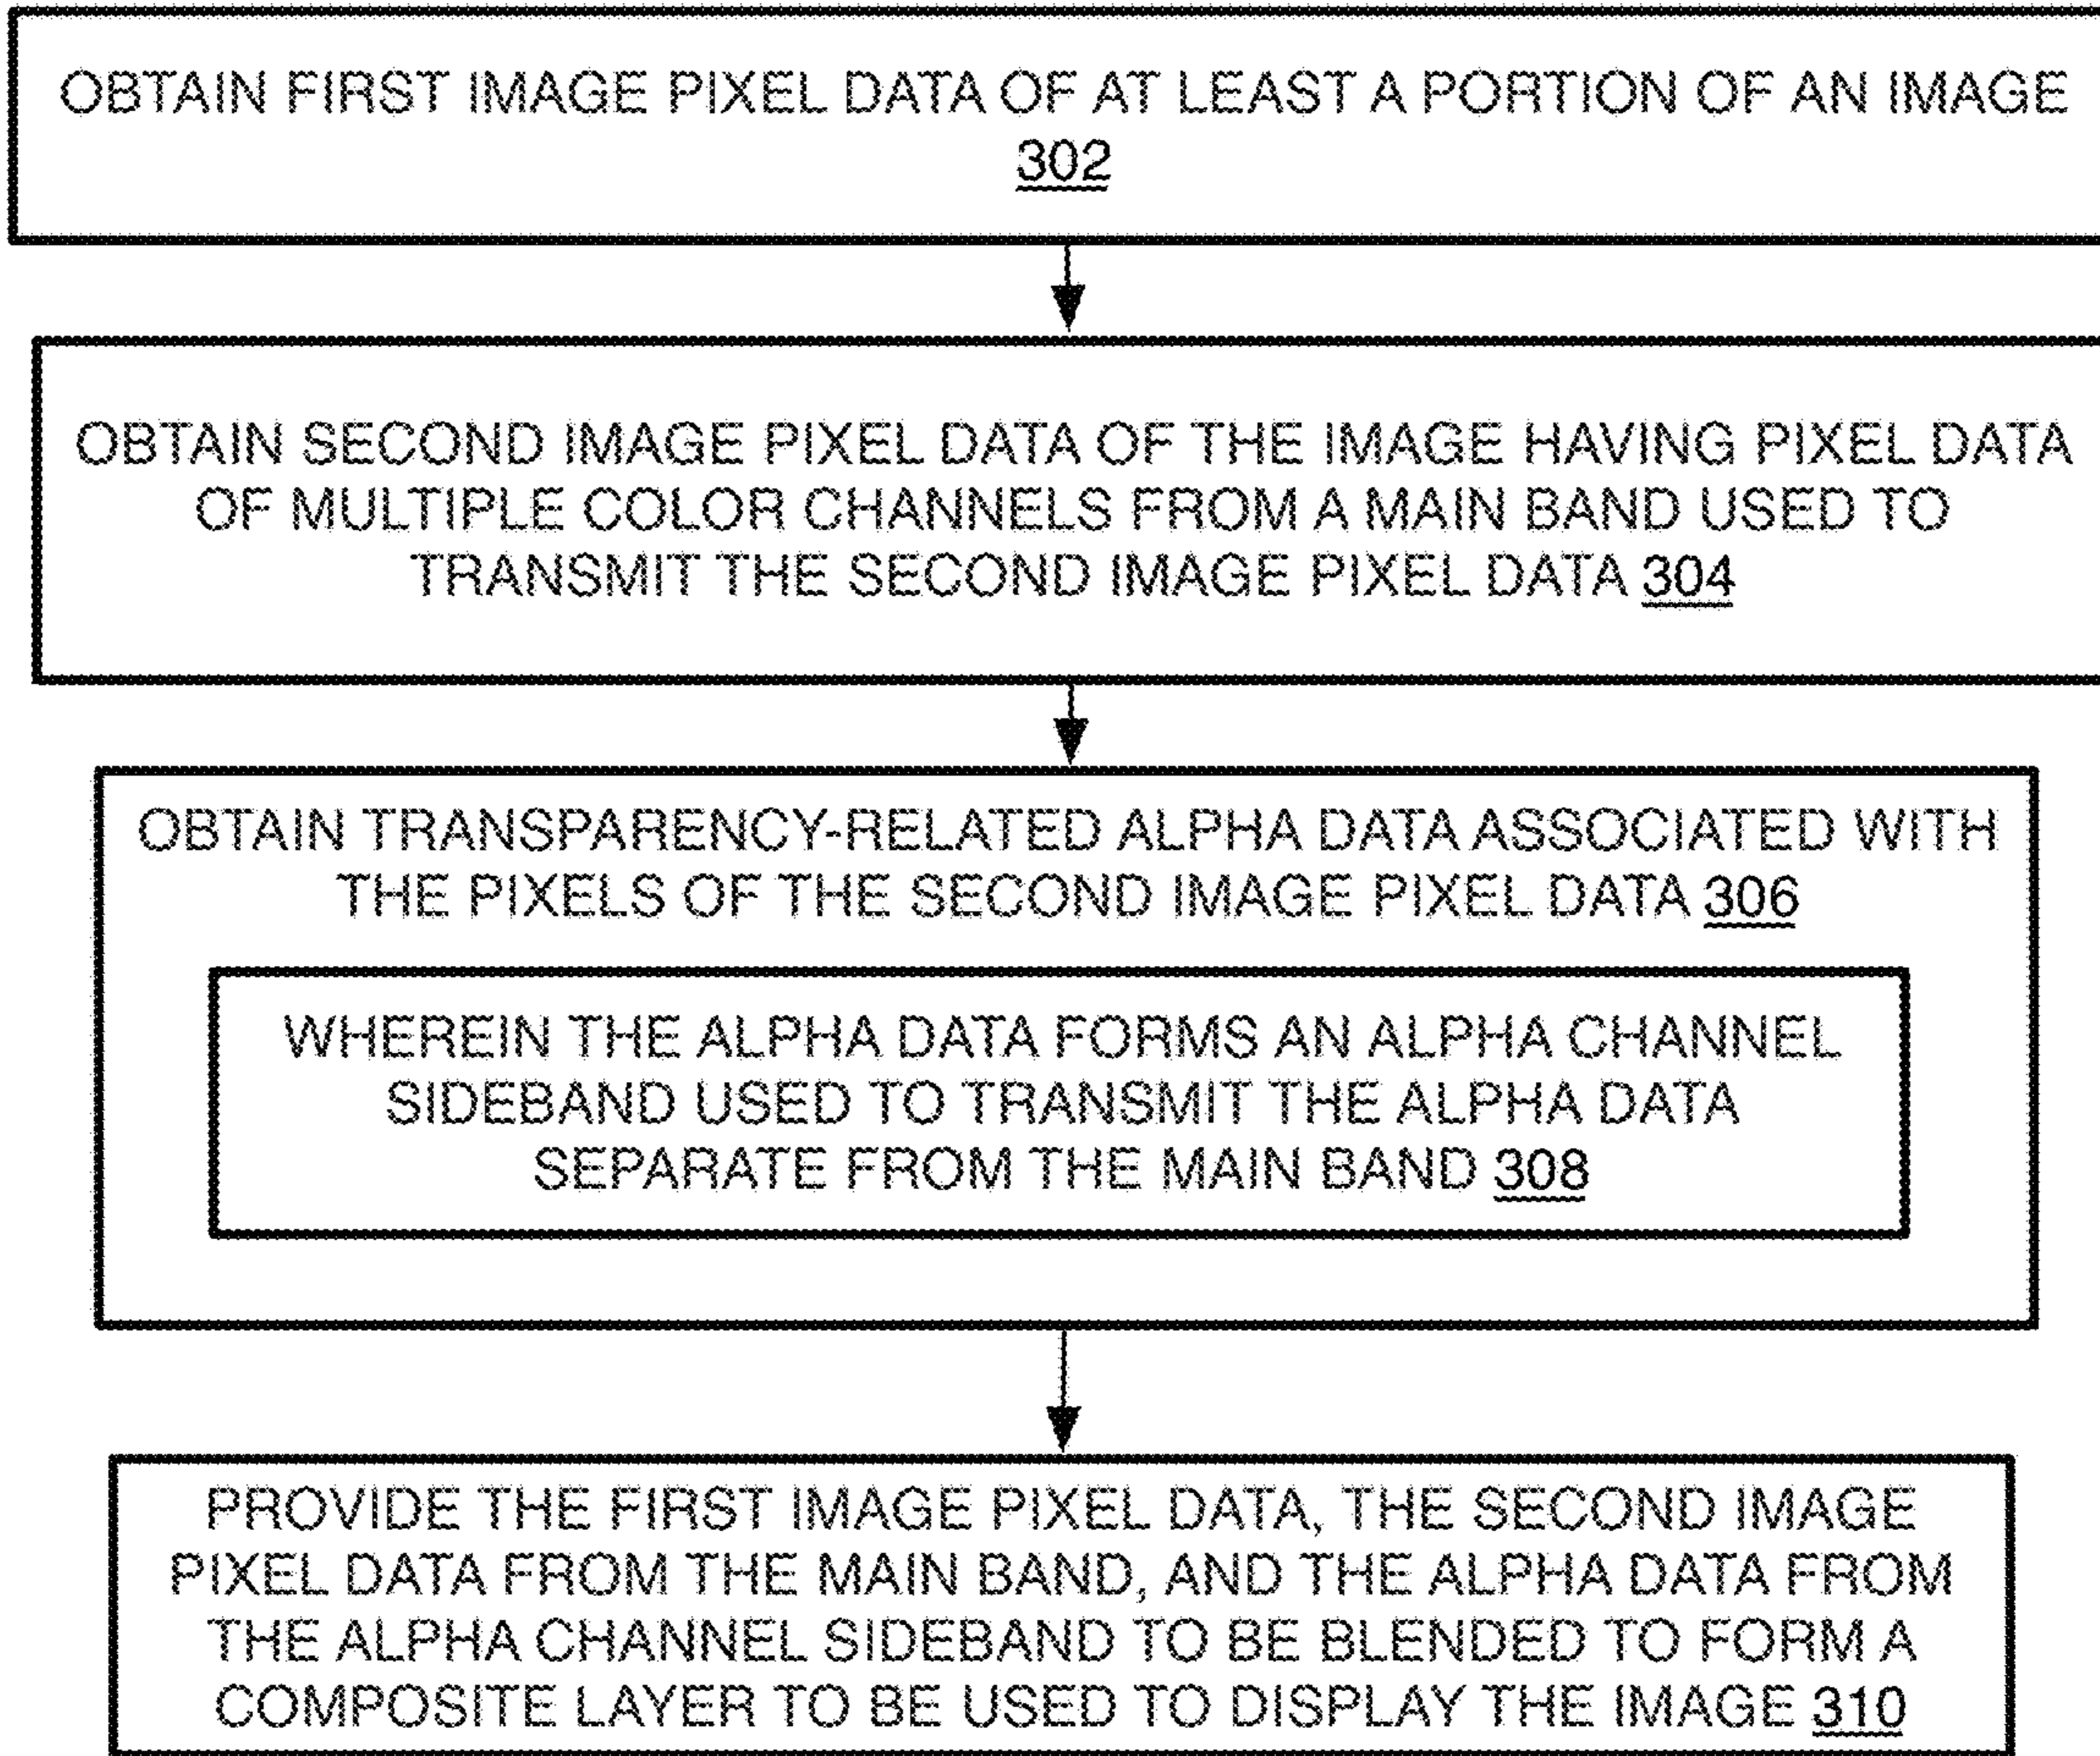 OBTAIN FIRST IMAGE PIXEL DATA OF AT LEAST A PORTION OF AN IMAGE
302
OBTAIN SECOND IMAGE PIXEL DATA OF THE IMAGE HAVING PIXEL DATA
OF MULTIPLE COLOR CHANNELS FROM A MAIN BAND USED TO
TRANSMIT THE SECOND IMAGE PIXEL DATA 304
OBTAIN TRANSPARENCY-RELATED ALPHA DATA ASSOCIATED WITH
THE PIXELS OF THE SECOND IMAGE PIXEL DATA 306
WHEREIN THE ALPHA DATA FORMS AN ALPHA CHANNEL
SIDEBAND USED TO TRANSMIT THE ALPHA DATA
SEPARATE FROM THE MAIN BAND 308
PROVIDE THE FIRST IMAGE PIXEL DATA, THE SECOND IMAGE
PIXEL DATA FROM THE MAIN BAND, AND THE ALPHA DATA FROM
THE ALPHA CHANNEL SIDEBAND TO BE BLENDED TO FORM A
COMPOSITE LAYER TO BE USED TO DISPLAY THE IMAGE 310